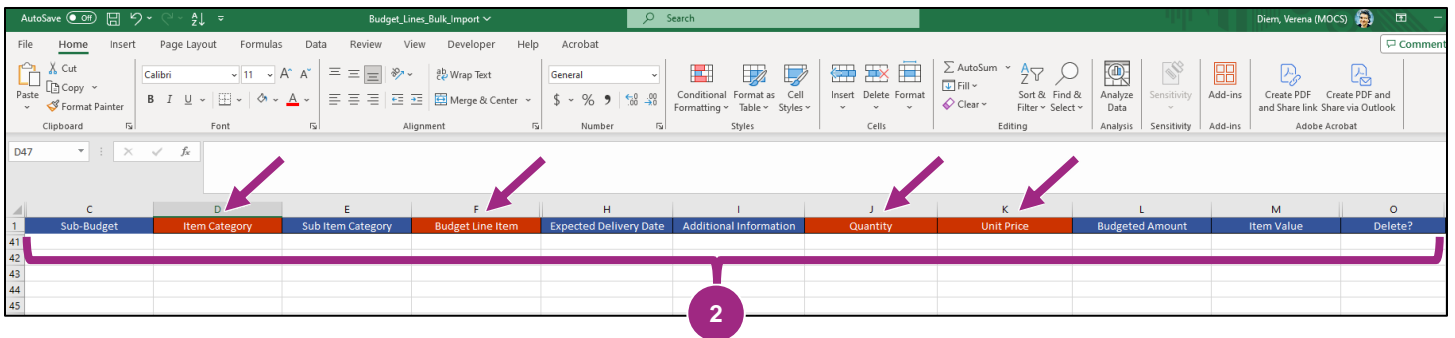 AutoSave Off Budget_Lines_Bulk_Import Search Diem, Verena (MOCS)
File Home Insert Page Layout Formulas Data Review View Developer Help Acrobat Comment
Paste Cut Copy Format Painter
Clipboard
Calibri 11 A^ A˅
B I U A
Font
Wrap Text
Merge & Center
Alignment
General
$ % 9 .00 .00
Number
Conditional Formatting Format as Table Cell Styles
Styles
Insert Delete Format
Cells
AutoSum Fill Clear Sort & Filter Find & Select
Editing
Analyze Data
Analysis
Sensitivity
Sensitivity
Add-ins
Add-ins
Create PDF and Share link Create PDF and Share via Outlook
Adobe Acrobat
D47 fx
C D E F H I J K L M O
1 Sub-Budget Item Category Sub Item Category Budget Line Item Expected Delivery Date Additional Information Quantity Unit Price Budgeted Amount Item Value Delete?
41
42
43
44
45
2